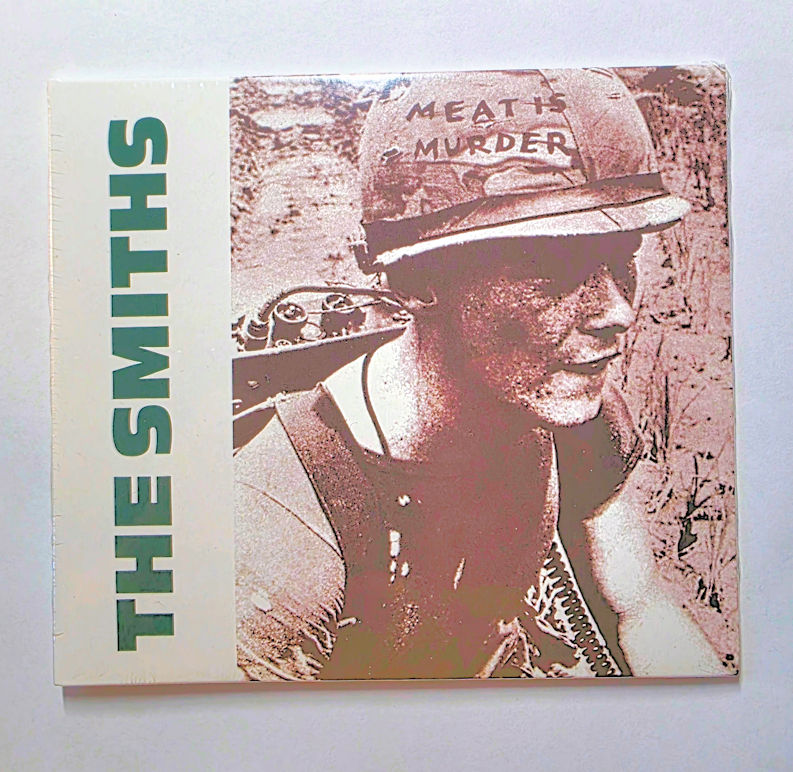 THE SMITHS
MEAT IS
MURDER